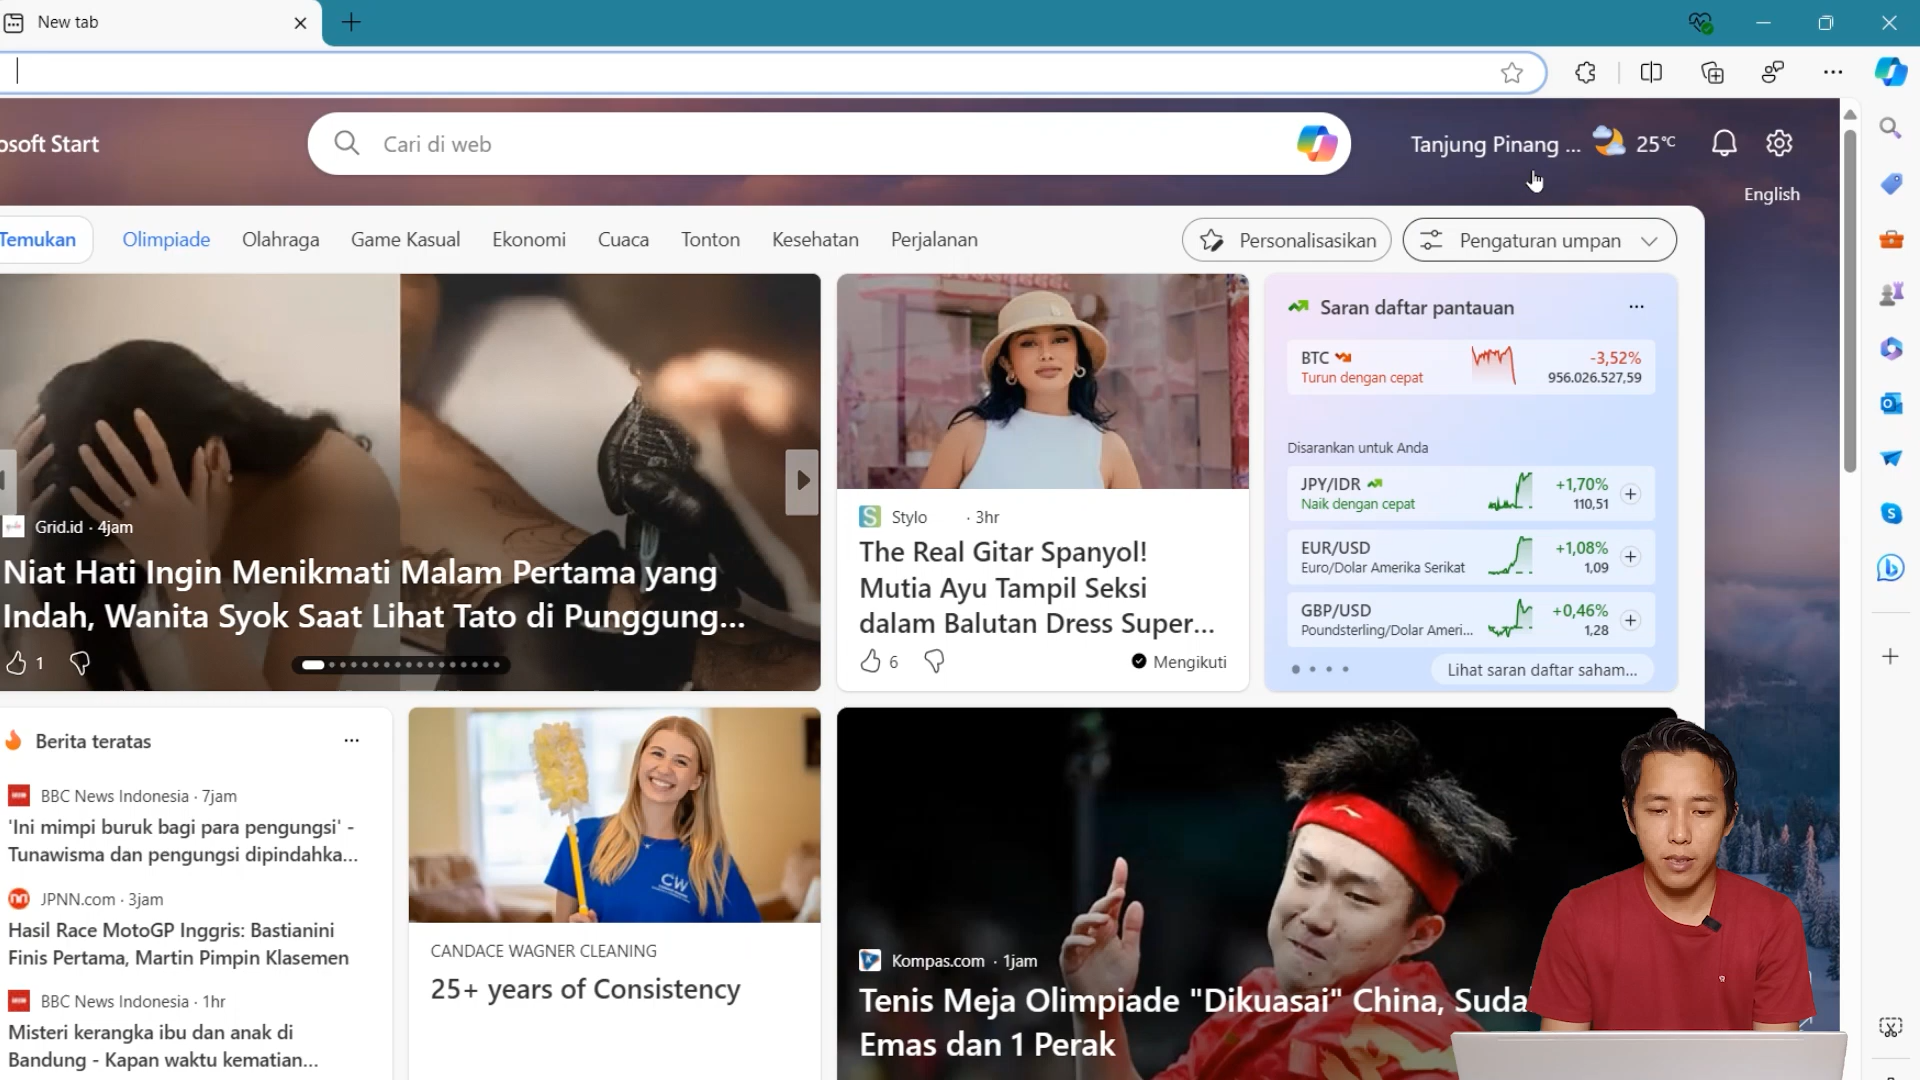 New tab
osoft Start
Cari di web
Tanjung Pinang ...
25°C
English
Temukan
Olimpiade
Olahraga
Game Kasual
Ekonomi
Cuaca
Tonton
Kesehatan
Perjalanan
Personalisasikan
Pengaturan umpan
Grid.id · 4jam
Niat Hati Ingin Menikmati Malam Pertama yang
Indah, Wanita Syok Saat Lihat Tato di Punggung...
1
Stylo · 3hr
The Real Gitar Spanyol!
Mutia Ayu Tampil Seksi
dalam Balutan Dress Super...
6
Mengikuti
Saran daftar pantauan
BTC
-3,52%
Turun dengan cepat
956.026.527,59
Disarankan untuk Anda
JPY/IDR
+1,70%
Naik dengan cepat
110,51
EUR/USD
+1,08%
Euro/Dolar Amerika Serikat
1,09
GBP/USD
+0,46%
Poundsterling/Dolar Ameri...
1,28
Lihat saran daftar saham...
Berita teratas
BBC News Indonesia · 7jam
'Ini mimpi buruk bagi para pengungsi' -
Tunawisma dan pengungsi dipindahka...
JPNN.com · 3jam
Hasil Race MotoGP Inggris: Bastianini
Finis Pertama, Martin Pimpin Klasemen
BBC News Indonesia · 1hr
Misteri kerangka ibu dan anak di
Bandung - Kapan waktu kematian...
CW
CANDACE WAGNER CLEANING
25+ years of Consistency
Kompas.com · 1jam
Tenis Meja Olimpiade "Dikuasai" China, Suda
Emas dan 1 Perak